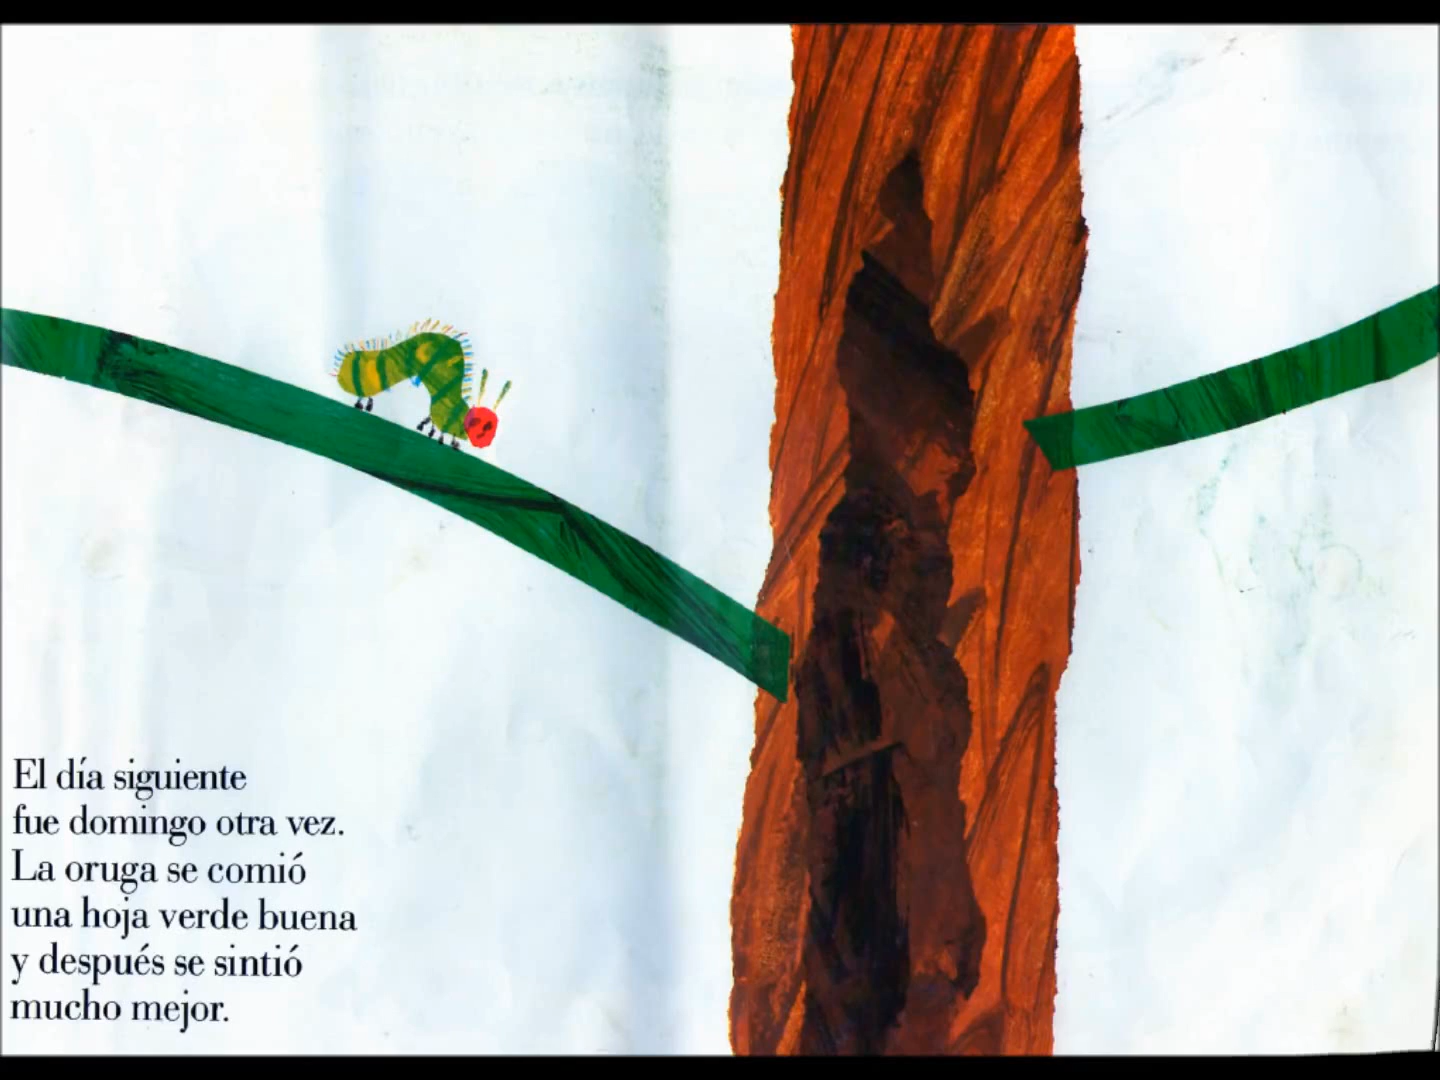 El día siguiente
fue domingo otra vez.
La oruga se comió
una hoja verde buena
y después se sintió
mucho mejor.